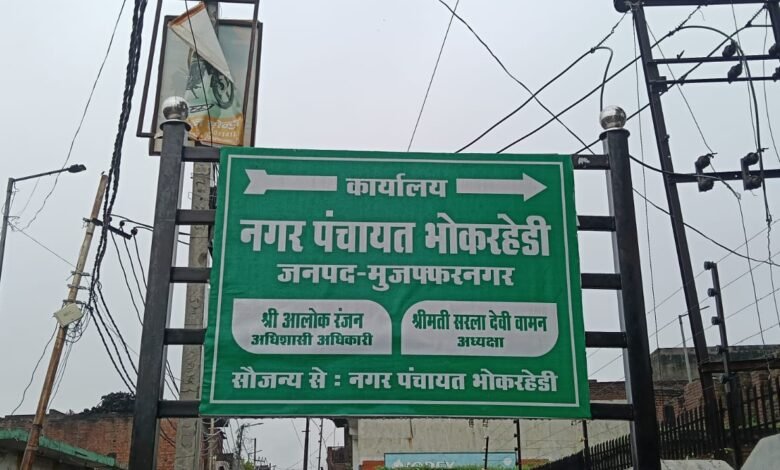 कार्यालय
नगर पंचायत भोकरहेडी
जनपद-मुजफ्फरनगर
श्री आलोक रंजन
अधिशासी अधिकारी
श्रीमती सरला देवी वामन
अध्यक्षा
सौजन्य से : नगर पंचायत भोकरहेडी